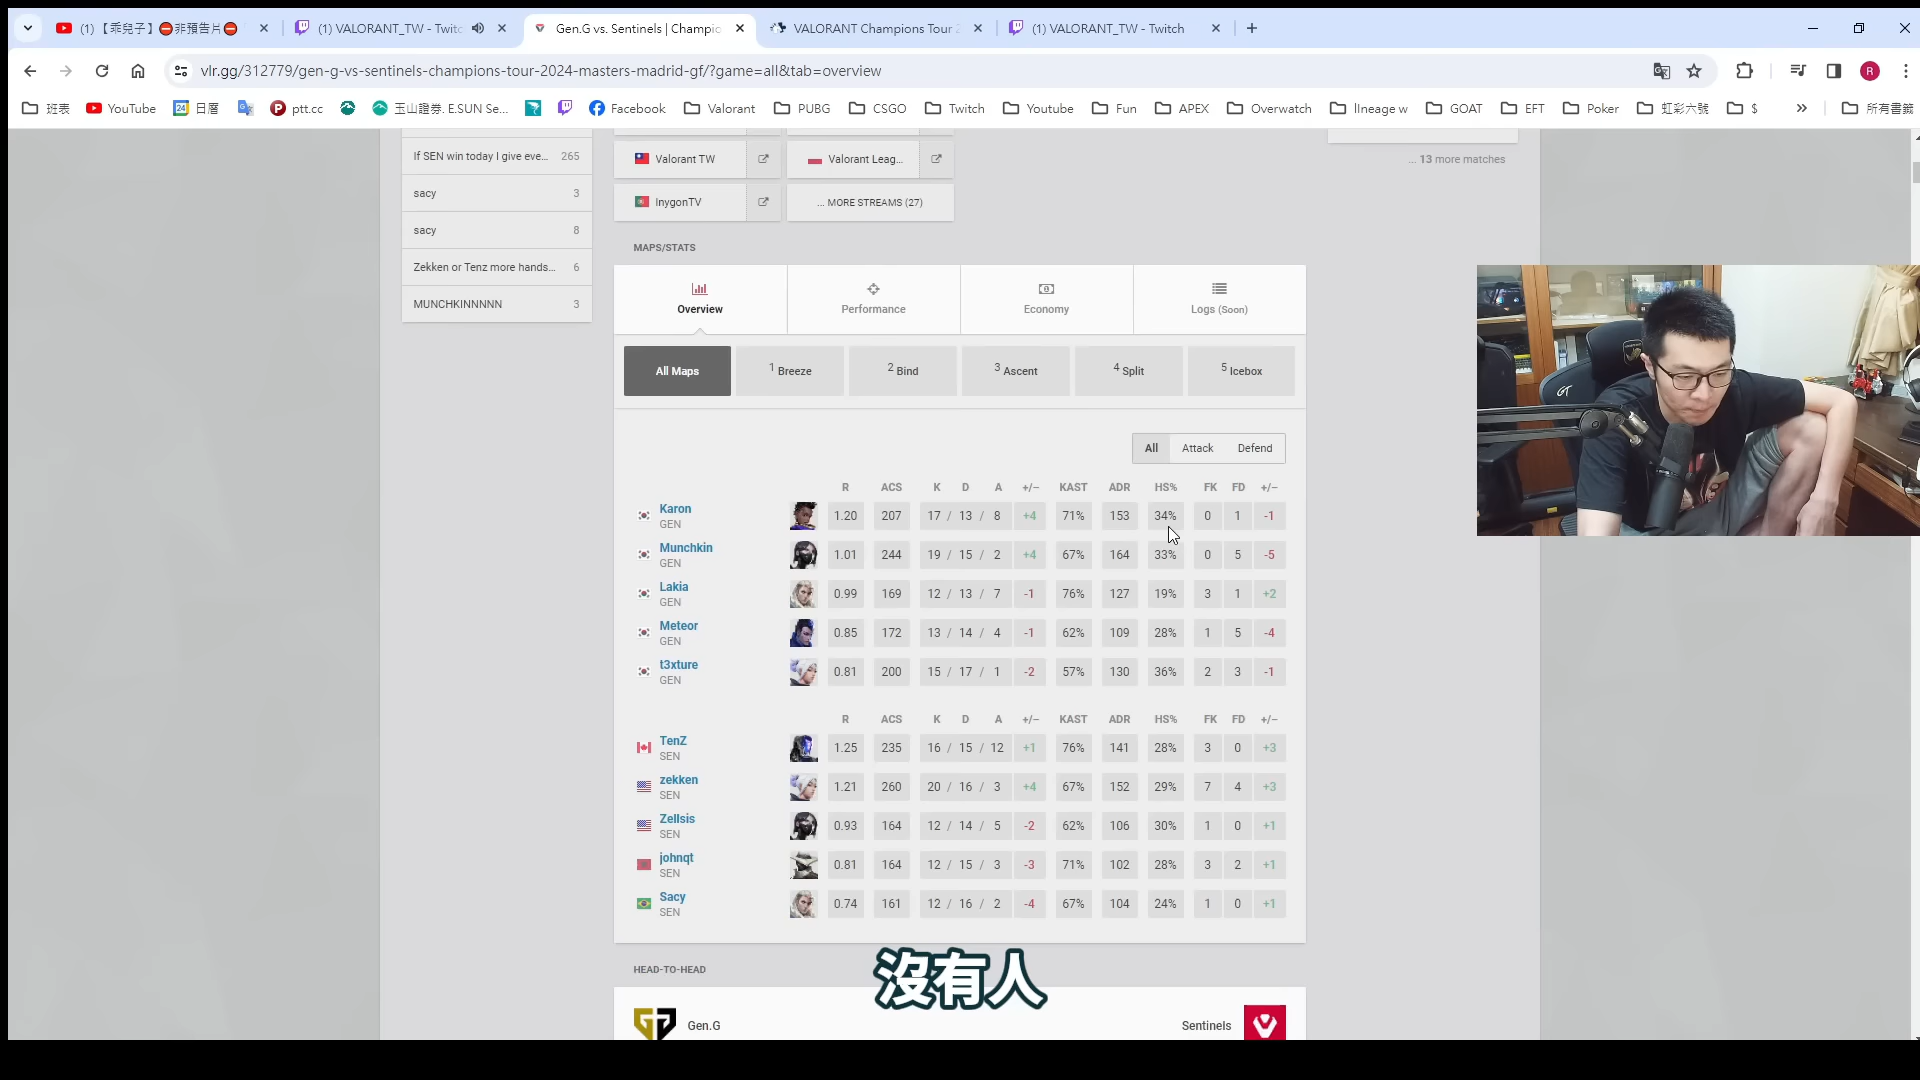 (1)【乖兒子】⛔非預告片⛔
(1) VALORANT_TW - Twitc
Gen.G vs. Sentinels | Champio
VALORANT Champions Tour 2
(1) VALORANT_TW - Twitch
vlr.gg/312779/gen-g-vs-sentinels-champions-tour-2024-masters-madrid-gf/?game=all&tab=overview
R
班表
YouTube
24 日曆
ptt.cc
玉山證券. E.SUN Se...
Facebook
Valorant
PUBG
CSGO
Twitch
Youtube
Fun
APEX
Overwatch
lIneage w
GOAT
EFT
Poker
虹彩六號
$
»
所有書籤
If SEN win today I give eve... 265
sacy 3
sacy 8
Zekken or Tenz more hands... 6
MUNCHKINNNNN 3
Valorant TW
Valorant Leag...
InygonTV
... MORE STREAMS (27)
... 13 more matches
MAPS/STATS
Overview
Performance
Economy
Logs (Soon)
All Maps
1 Breeze
2 Bind
3 Ascent
4 Split
5 Icebox
All Attack Defend
R ACS K D A +/– KAST ADR HS% FK FD +/–
Karon GEN 1.20 207 17 / 13 / 8 +4 71% 153 34% 0 1 -1
Munchkin GEN 1.01 244 19 / 15 / 2 +4 67% 164 33% 0 5 -5
Lakia GEN 0.99 169 12 / 13 / 7 -1 76% 127 19% 3 1 +2
Meteor GEN 0.85 172 13 / 14 / 4 -1 62% 109 28% 1 5 -4
t3xture GEN 0.81 200 15 / 17 / 1 -2 57% 130 36% 2 3 -1
R ACS K D A +/– KAST ADR HS% FK FD +/–
TenZ SEN 1.25 235 16 / 15 / 12 +1 76% 141 28% 3 0 +3
zekken SEN 1.21 260 20 / 16 / 3 +4 67% 152 29% 7 4 +3
Zellsis SEN 0.93 164 12 / 14 / 5 -2 62% 106 30% 1 0 +1
johnqt SEN 0.81 164 12 / 15 / 3 -3 71% 102 28% 3 2 +1
Sacy SEN 0.74 161 12 / 16 / 2 -4 67% 104 24% 1 0 +1
HEAD-TO-HEAD
沒有人
Gen.G
Sentinels
GT